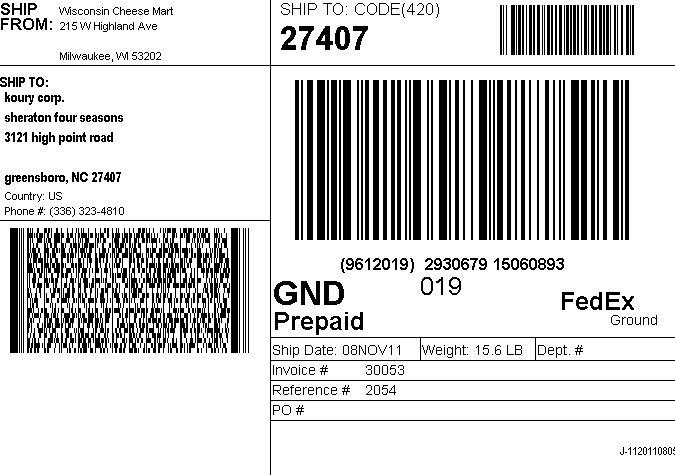 SHIP FROM:
Wisconsin Cheese Mart
215 W Highland Ave
Milwaukee, WI 53202
SHIP TO: CODE(420)
27407
SHIP TO:
koury corp.
sheraton four seasons
3121 high point road
greensboro, NC 27407
Country: US
Phone #: (336) 323-4810
(9612019) 2930679 15060893
GND
019
FedEx
Prepaid
Ground
Ship Date: 08NOV11 Weight: 15.6 LB Dept. #
Invoice # 30053
Reference # 2054
PO #
J-1120110805